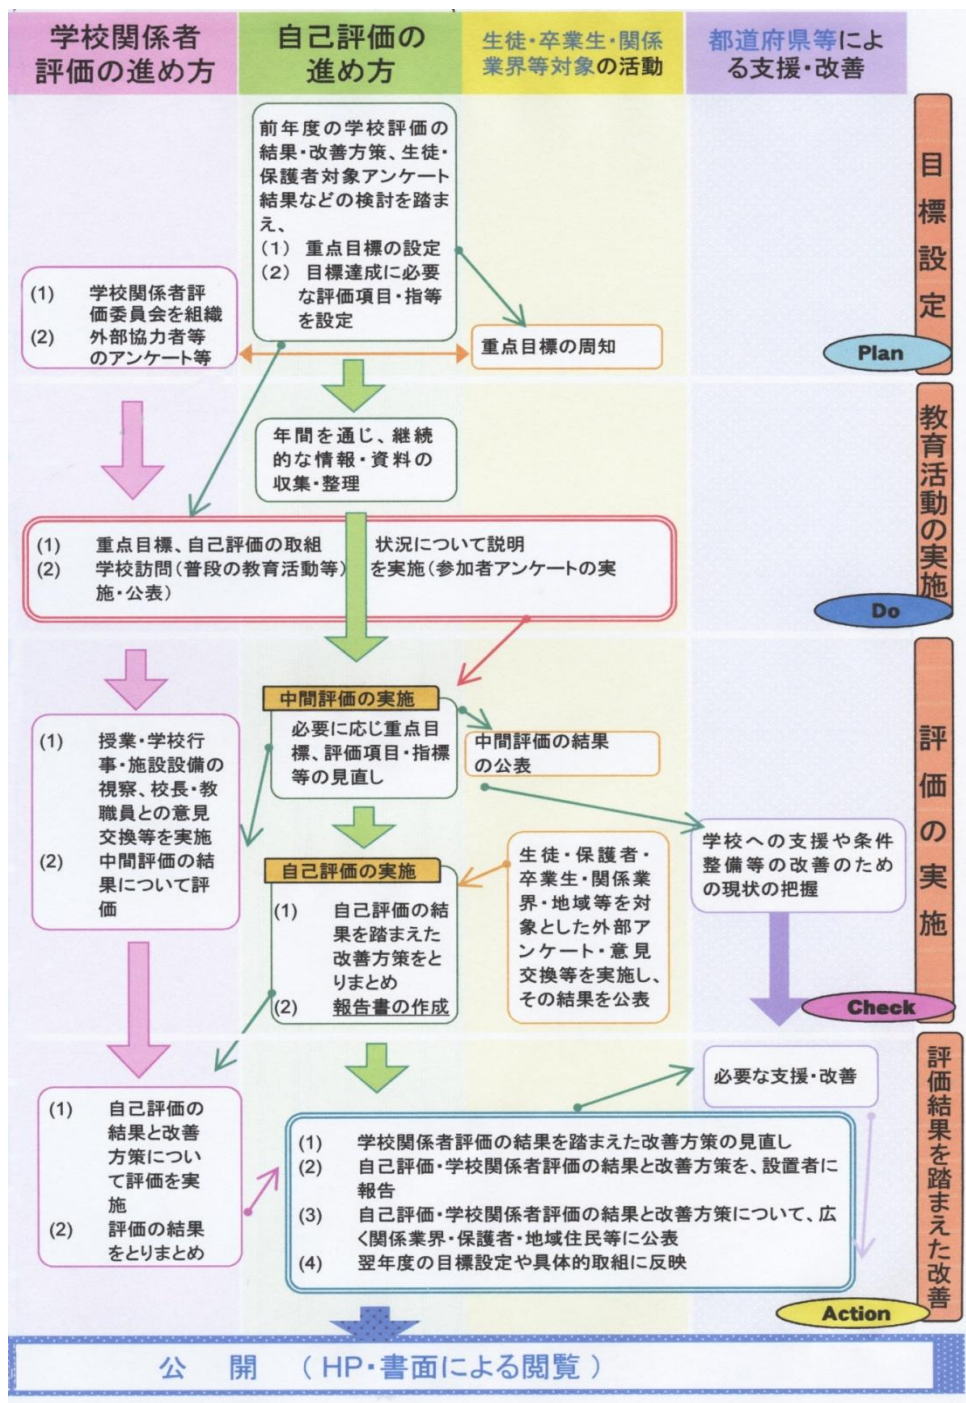 学校関係者
評価の進め方
自己評価の
進め方
生徒・卒業生・関係
業界等対象の活動
都道府県等によ
る支援・改善
前年度の学校評価の
結果・改善方策、生徒・
保護者対象アンケート
結果などの検討を踏ま
え、
(1) 重点目標の設定
(2) 目標達成に必要
な評価項目・指等
を設定
(1) 学校関係者評
価委員会を組織
(2) 外部協力者等
のアンケート等
重点目標の周知
目標設定
Plan
年間を通じ、継続
的な情報・資料の
収集・整理
(1) 重点目標、自己評価の取組 状況について説明
(2) 学校訪問(普段の教育活動等) を実施(参加者アンケートの実
施・公表)
教育活動の実施
Do
中間評価の実施
必要に応じ重点目
標、評価項目・指標
等の見直し
中間評価の結果
の公表
(1) 授業・学校行
事・施設設備の
視察、校長・教
職員との意見
交換等を実施
(2) 中間評価の結
果について評
価
学校への支援や条件
整備等の改善のため
の現状の把握
自己評価の実施
(1) 自己評価の結
果を踏まえた
改善方策をと
りまとめ
(2) 報告書の作成
生徒・保護者・
卒業生・関係業
界・地域等を対
象とした外部ア
ンケート・意見
交換等を実施し、
その結果を公表
評価の実施
Check
必要な支援・改善
(1) 自己評価の
結果と改善
方策につい
て評価を実
施
(2) 評価の結果
をとりまとめ
(1) 学校関係者評価の結果を踏まえた改善方策の見直し
(2) 自己評価・学校関係者評価の結果と改善方策を、設置者に
報告
(3) 自己評価・学校関係者評価の結果と改善方策について、広
く関係業界・保護者・地域住民等に公表
(4) 翌年度の目標設定や具体的取組に反映
評価結果を踏まえた改善
Action
公 開 (HP・書面による閲覧)